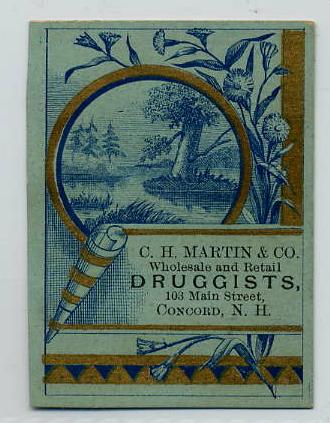 C. H. MARTIN & CO.
Wholesale and Retail
DRUGGISTS,
103 Main Street,
CONCORD, N. H.